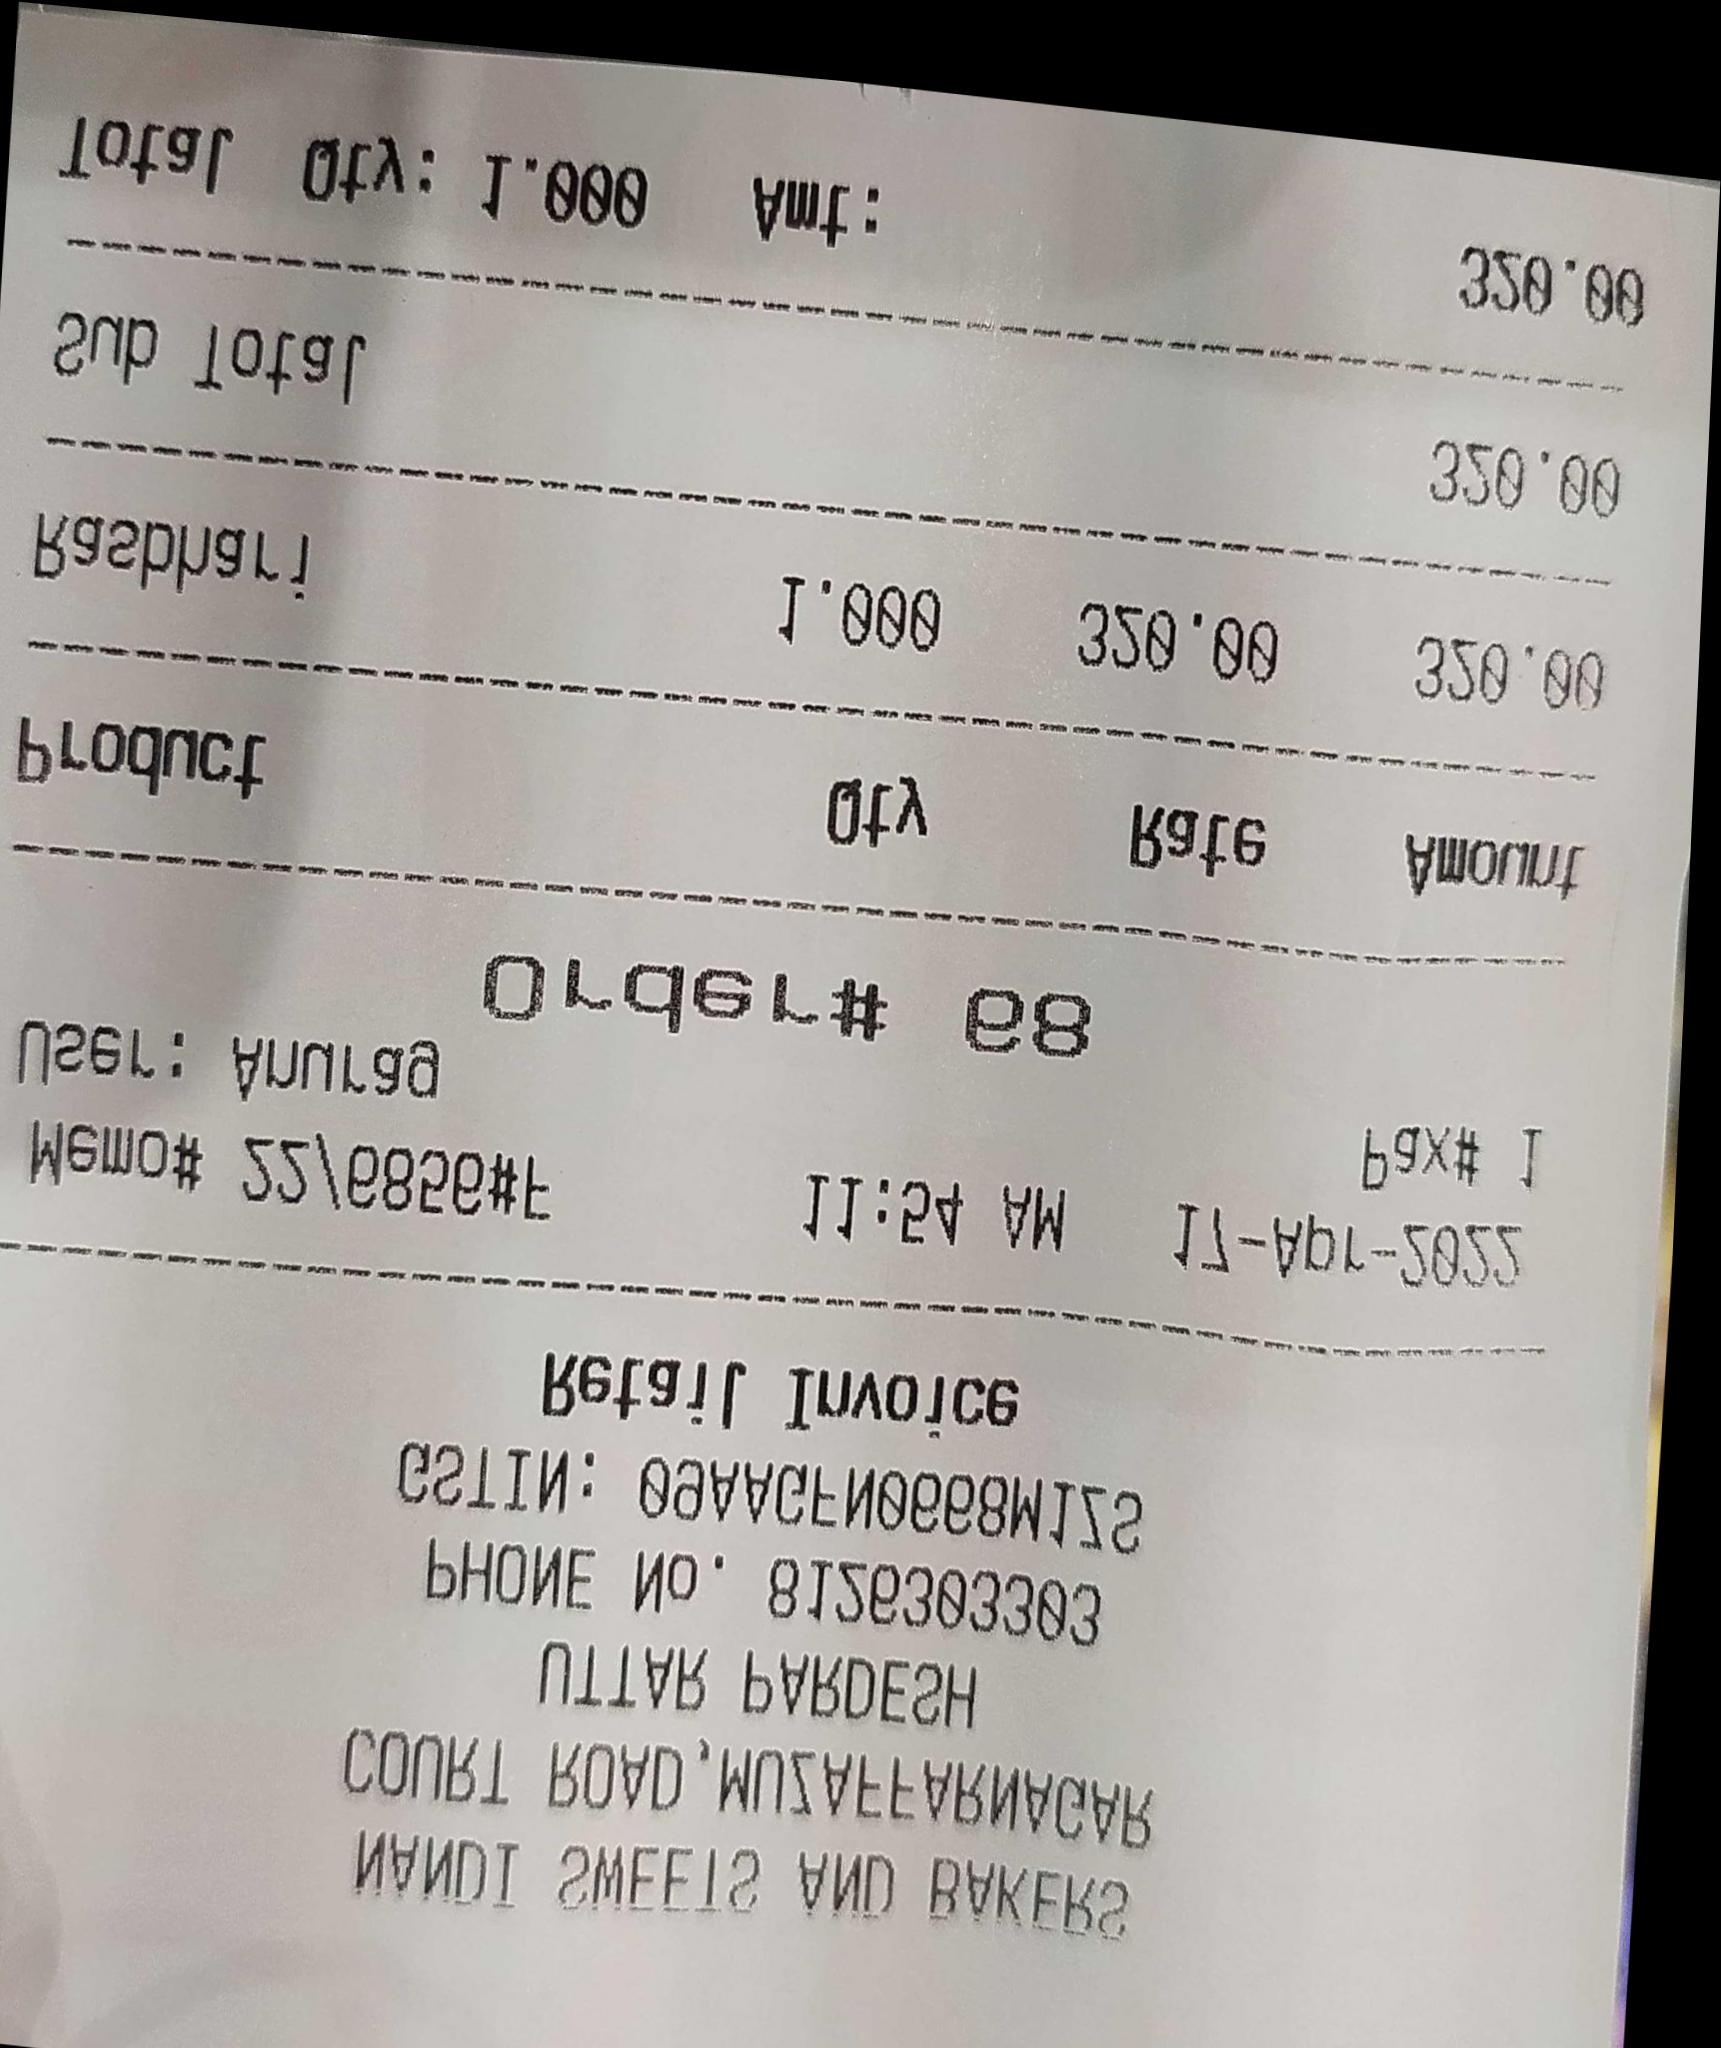 NANDI SWEETS AND BAKERS
COURT ROAD,MUZAFFARNAGAR
UTTAR PARDESH
PHONE No. 8126303303
GSTIN: 09AAGFN0668M1ZS
Retail Invoice
Memo# 22/6856#F 11:54 AM 17-Apr-2022
User: Anurag Pax# 1
Order# 68
Product Qty Rate Amount
Rasbhari 1.000 320.00 320.00
Sub Total 320.00
Total Qty: 1.000 Amt: 320.00